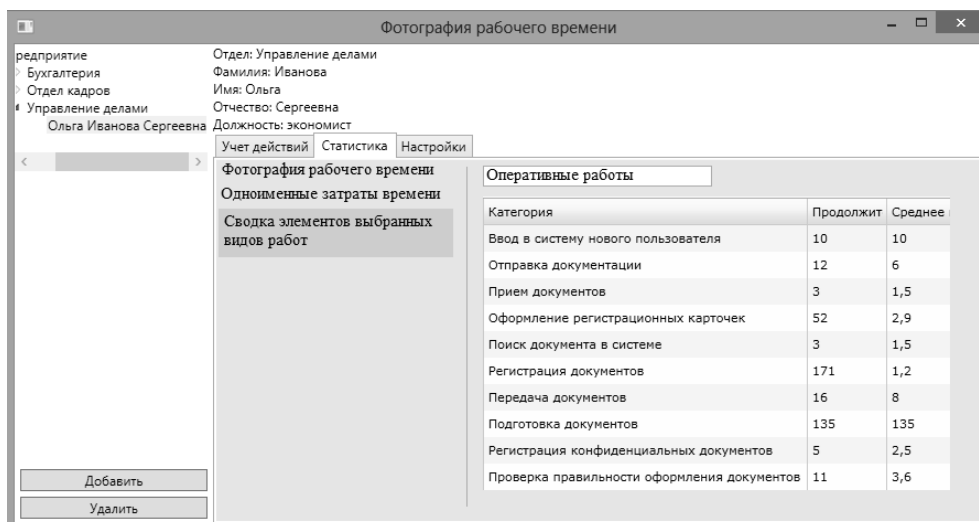 Фотография рабочего времени
редприятие
Бухгалтерия
Отдел кадров
Управление делами
Ольга Иванова Сергеевна
Отдел: Управление делами
Фамилия: Иванова
Имя: Ольга
Отчество: Сергеевна
Должность: экономист
Учет действий Статистика Настройки
Фотография рабочего времени
Одноименные затраты времени
Сводка элементов выбранных
видов работ
Оперативные работы
Категория Продолжит Среднее
Ввод в систему нового пользователя 10 10
Отправка документации 12 6
Прием документов 3 1,5
Оформление регистрационных карточек 52 2,9
Поиск документа в системе 3 1,5
Регистрация документов 171 1,2
Передача документов 16 8
Подготовка документов 135 135
Регистрация конфиденциальных документов 5 2,5
Проверка правильности оформления документов 11 3,6
Добавить
Удалить